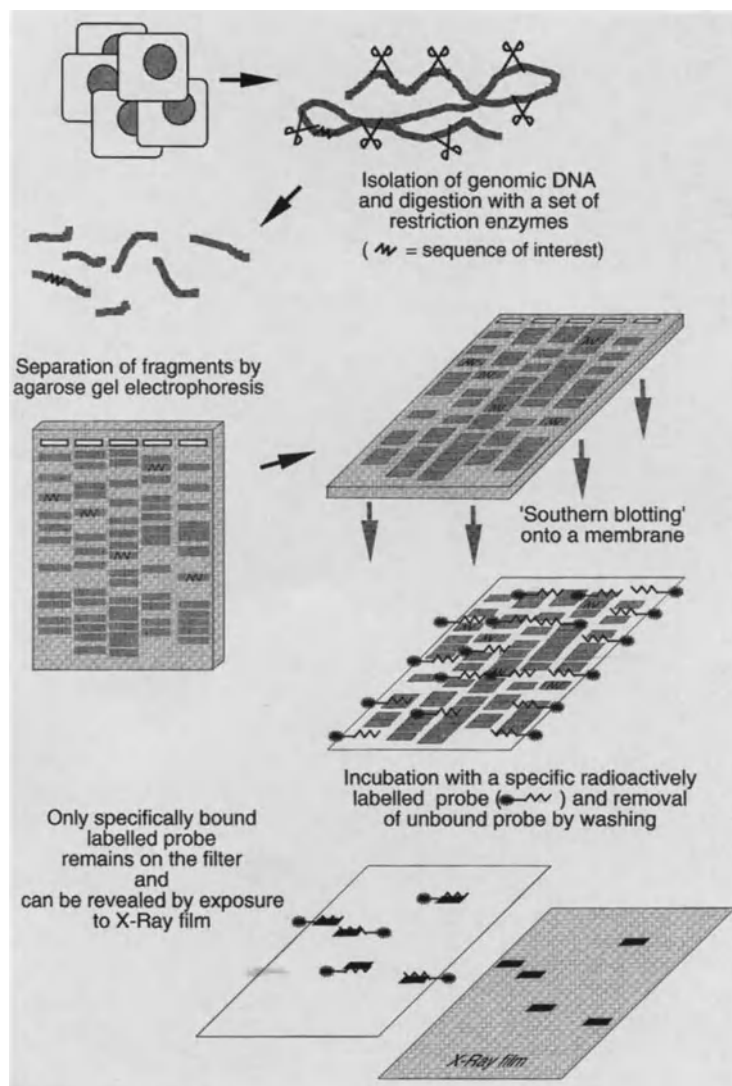 Isolation of genomic DNA
and digestion with a set of
restriction enzymes
( = sequence of interest)
Separation of fragments by
agarose gel electrophoresis
'Southern blotting'
onto a membrane
Incubation with a specific radioactively
labelled probe ( ) and removal
of unbound probe by washing
Only specifically bound
labelled probe
remains on the filter
and
can be revealed by exposure
to X-Ray film
X-Ray film